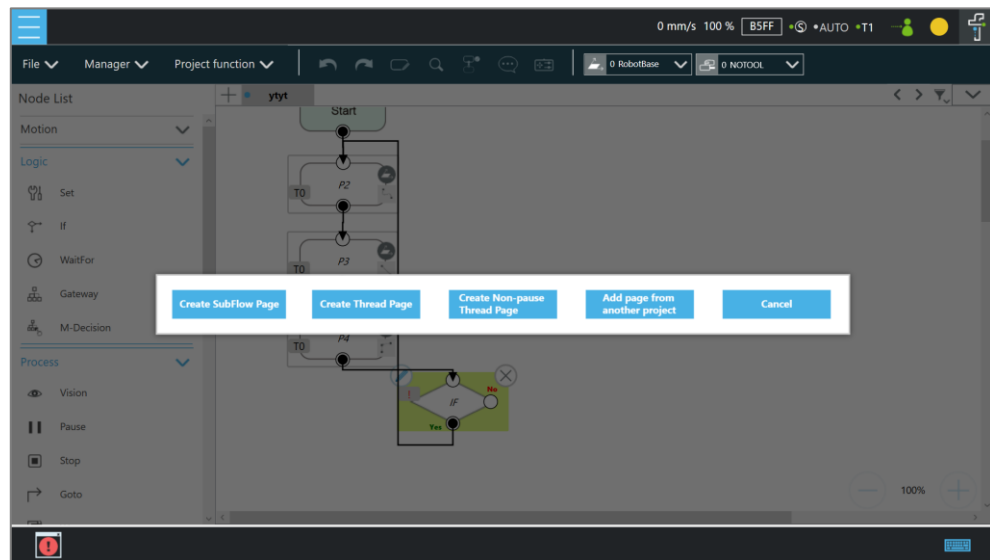 0 mm/s 100 % B5FF S AUTO T1
File Manager Project function 0 RobotBase 0 NOTOOL
Node List
ytyt
Start
Motion
Logic
P2
T0
Set
If
WaitFor
P3
T0
Gateway
Create SubFlow Page
Create Thread Page
Create Non-pause
Thread Page
Add page from
another project
Cancel
M-Decision
P4
T0
Process
Vision
No
! IF
Yes
Pause
Stop
Goto
100%